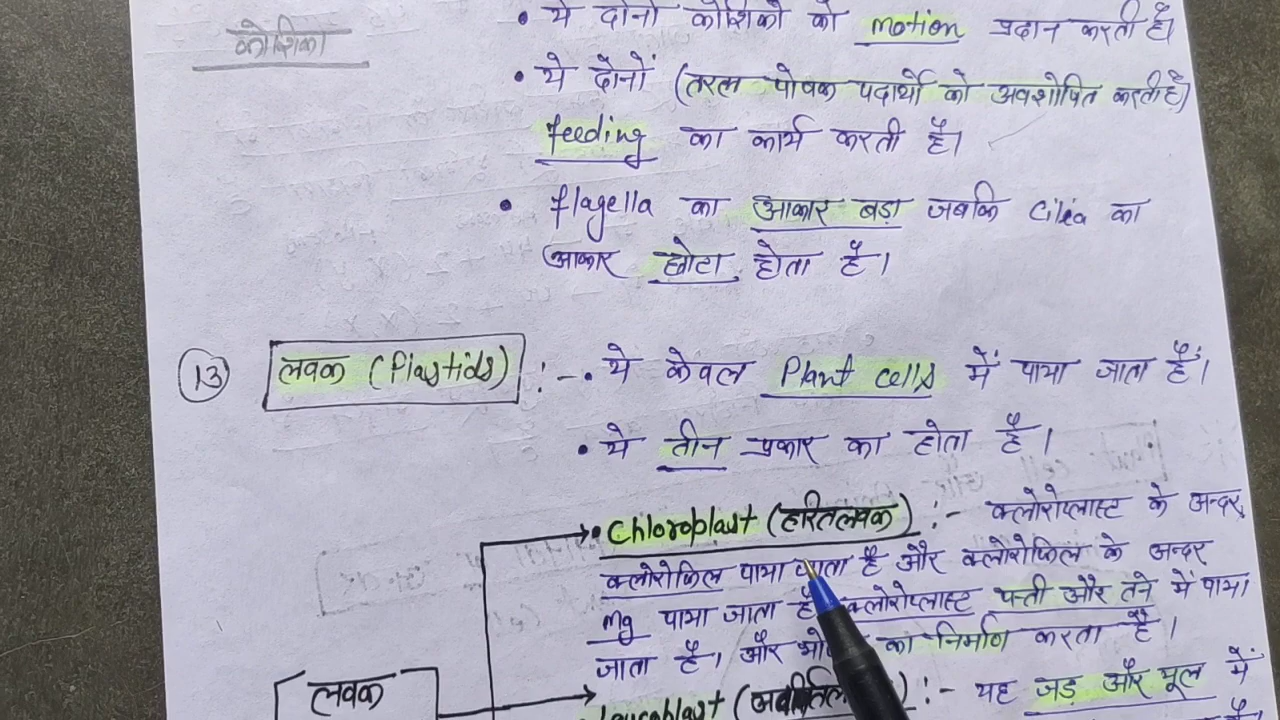 कोशिका
• ये दोनों कोशिका को motion प्रदान करती है।
• ये दोनों (तरल पोषक पदार्थो को अवशोषित करती है)
feeding का कार्य करती है।
• flagella का आकार बड़ा जबकि cilia का
आकार छोटा होता है।
13 लवक (Plastids) :- • ये केवल Plant cells में पाया जाता है।
• ये तीन प्रकार का होता है।
• Chloroplast (हरितलवक) :- क्लोरोप्लास्ट के अन्दर
क्लोरोफिल पाया जाता है और क्लोरोफिल के अन्दर
mg पाया जाता है क्लोरोप्लास्ट पत्ती और तने में पाया
जाता है। और का निर्माण करता है।
लवक
:- यह जड़ और मूल में